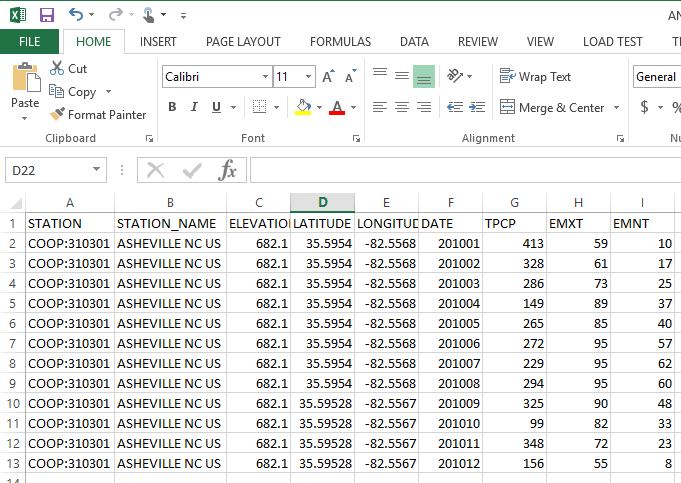 AN
FILE HOME INSERT PAGE LAYOUT FORMULAS DATA REVIEW VIEW LOAD TEST
Cut
Copy
Format Painter
Paste
Calibri 11 A A
B I U A
Wrap Text
Merge & Center
General
$ %
Clipboard Font Alignment Nu
D22 fx
A B C D E F G H I
1 STATION STATION_NAME ELEVATIO LATITUDE LONGITUD DATE TPCP EMXT EMNT
2 COOP:310301 ASHEVILLE NC US 682.1 35.5954 -82.5568 201001 413 59 10
3 COOP:310301 ASHEVILLE NC US 682.1 35.5954 -82.5568 201002 328 61 17
4 COOP:310301 ASHEVILLE NC US 682.1 35.5954 -82.5568 201003 286 73 25
5 COOP:310301 ASHEVILLE NC US 682.1 35.5954 -82.5568 201004 149 89 37
6 COOP:310301 ASHEVILLE NC US 682.1 35.5954 -82.5568 201005 265 85 40
7 COOP:310301 ASHEVILLE NC US 682.1 35.5954 -82.5568 201006 272 95 57
8 COOP:310301 ASHEVILLE NC US 682.1 35.5954 -82.5568 201007 229 95 62
9 COOP:310301 ASHEVILLE NC US 682.1 35.5954 -82.5568 201008 294 95 60
10 COOP:310301 ASHEVILLE NC US 682.1 35.59528 -82.5567 201009 325 90 48
11 COOP:310301 ASHEVILLE NC US 682.1 35.59528 -82.5567 201010 99 82 33
12 COOP:310301 ASHEVILLE NC US 682.1 35.59528 -82.5567 201011 348 72 23
13 COOP:310301 ASHEVILLE NC US 682.1 35.59528 -82.5567 201012 156 55 8